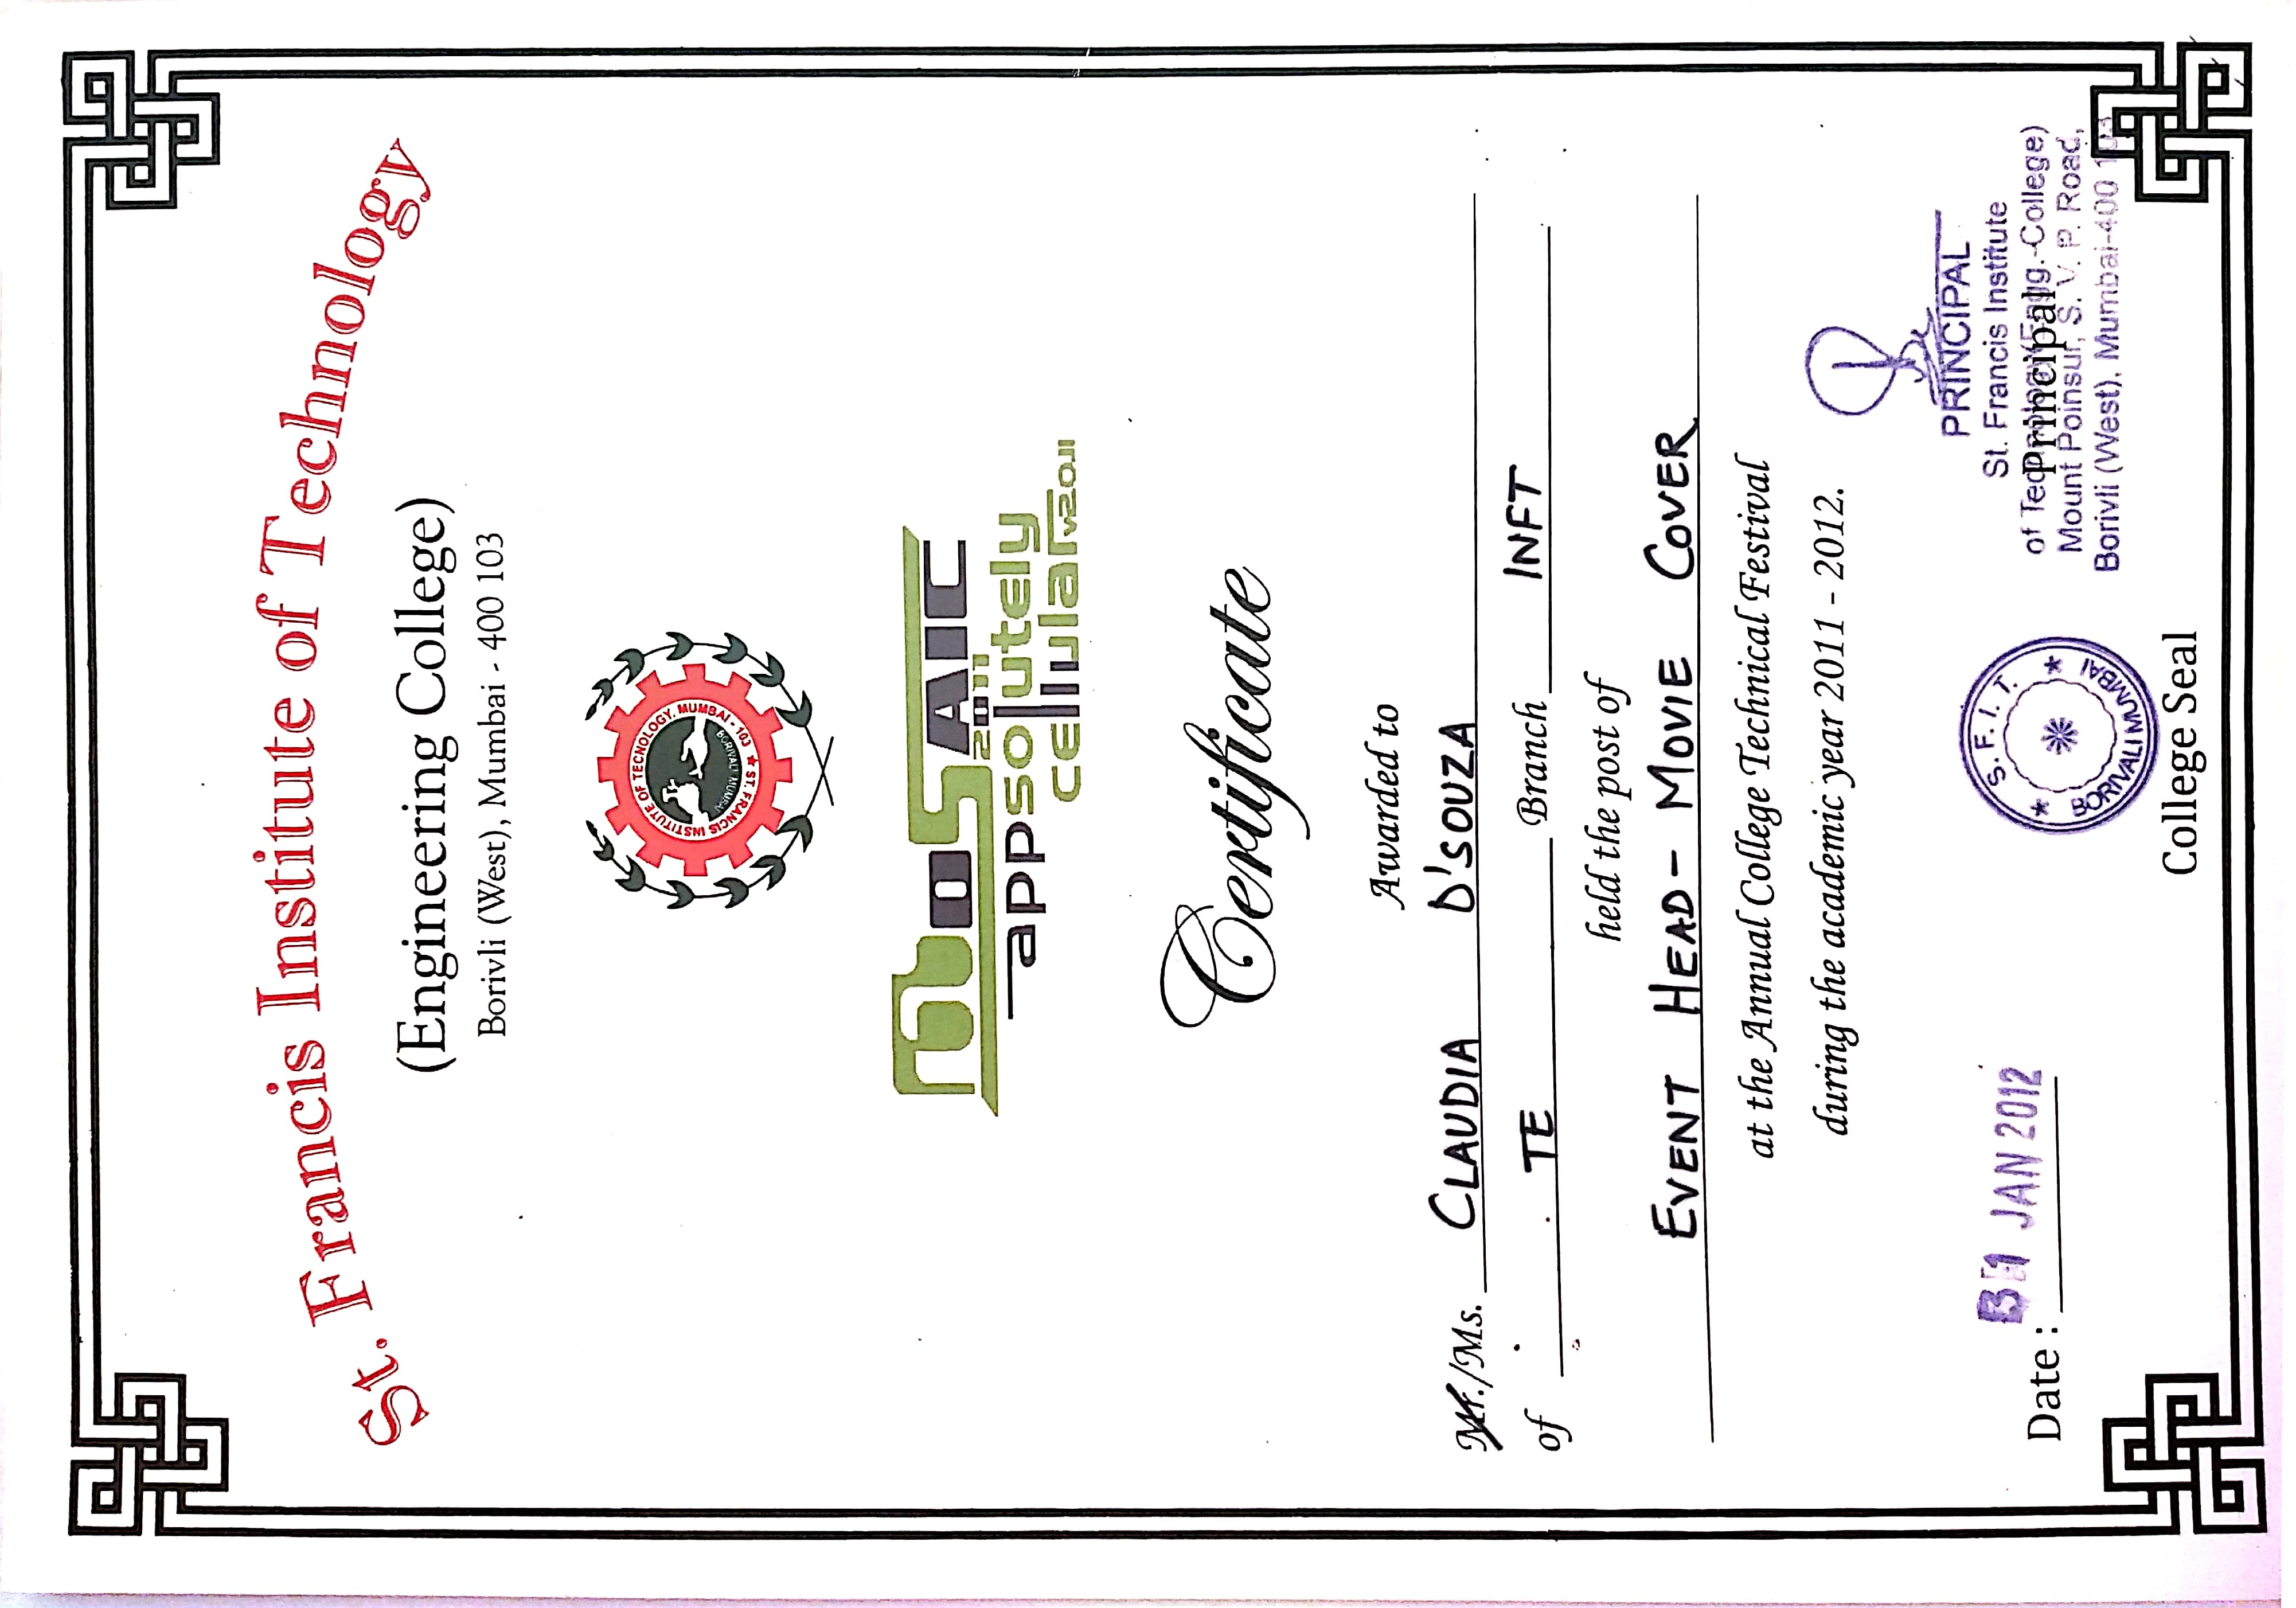 St. Francis Institute of Technology
(Engineering College)
Borivli (West), Mumbai - 400 103
ST. FRANCIS INSTITUTE OF TECNOLOGY, MUMBAI - 103
BORIVALI MUMBAI
MOSAIC
2011
appsolutely
cellular v2.0.11
Certificate
Awarded to
Mr./Ms. CLAUDIA D'SOUZA
of TE Branch INFT
held the post of
EVENT HEAD - MOVIE COVER
at the Annual College Technical Festival
during the academic year 2011 - 2012.
PRINCIPAL
St. Francis Institute
of Technology (Engg. College)
Mount Poinsur, S. V. P. Road,
Borivli (West), Mumbai-400 103
Principal
S. F. I. T.
BORIVALI MUMBAI
College Seal
31 JAN 2012
Date :